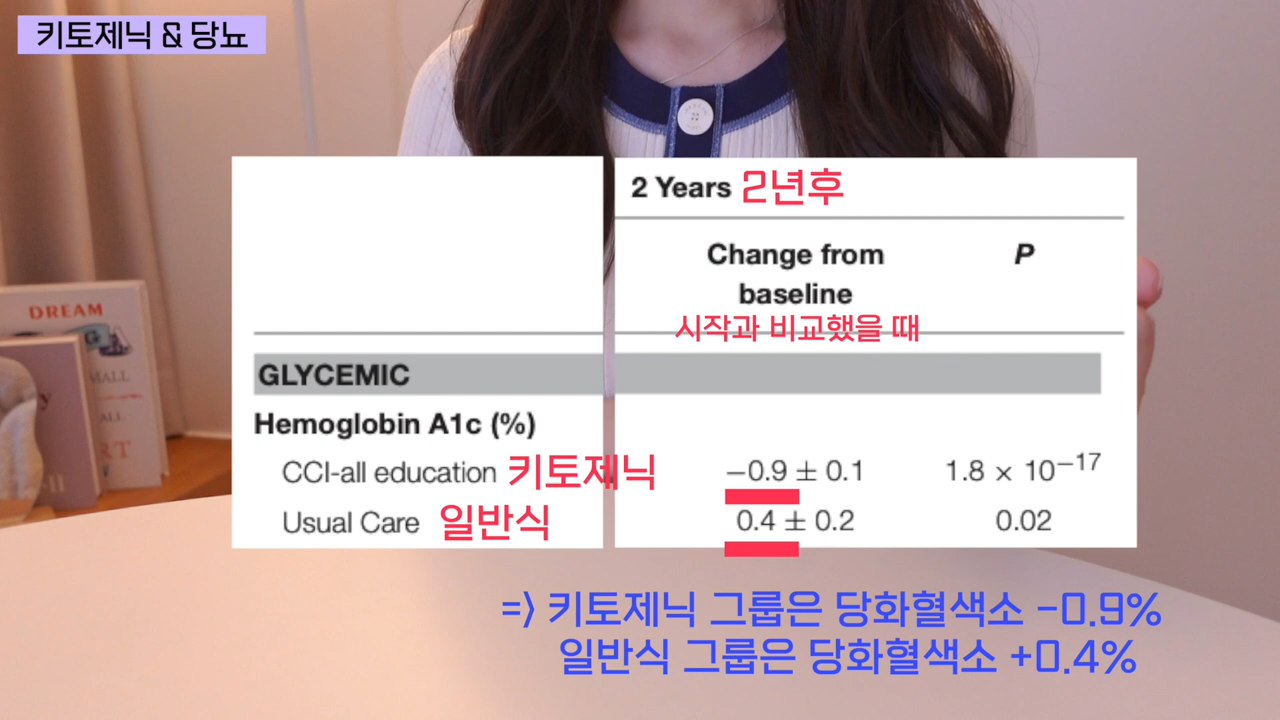 키토제닉 & 당뇨
2 Years 2년후
Change from P
baseline
시작과 비교했을 때
DREAM
GLYCEMIC
Hemoglobin A1c (%)
CCI-all education 키토제닉 −0.9 ± 0.1 1.8 × 10⁻¹⁷
Usual Care 일반식 0.4 ± 0.2 0.02
=> 키토제닉 그룹은 당화혈색소 -0.9%
일반식 그룹은 당화혈색소 +0.4%